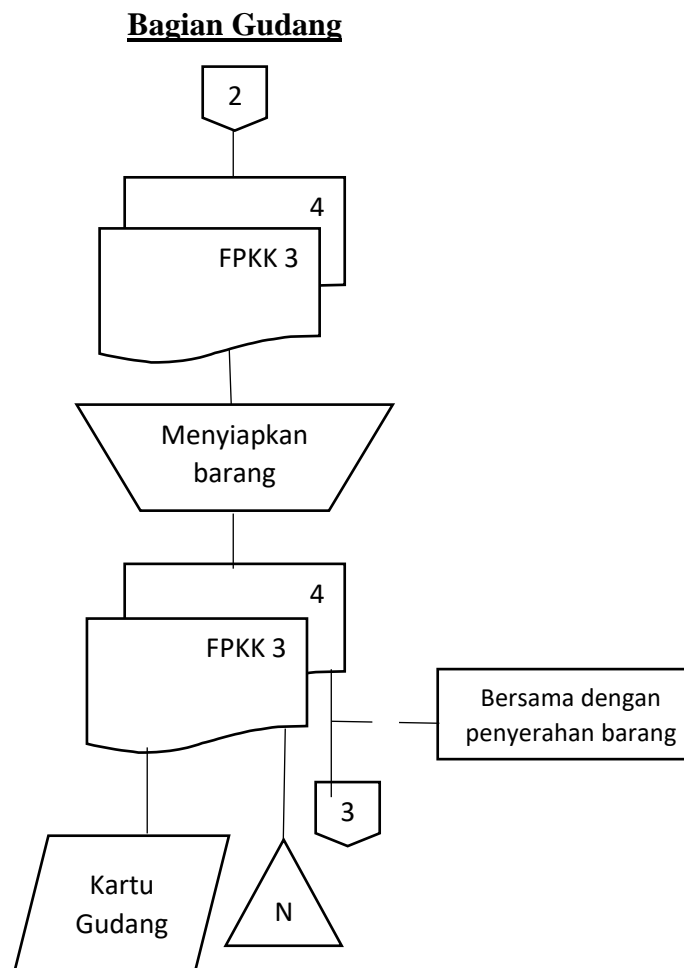 Bagian Gudang
2
4
FPKK 3
Menyiapkan
barang
4
FPKK 3
Bersama dengan
penyerahan barang
3
Kartu
Gudang
N